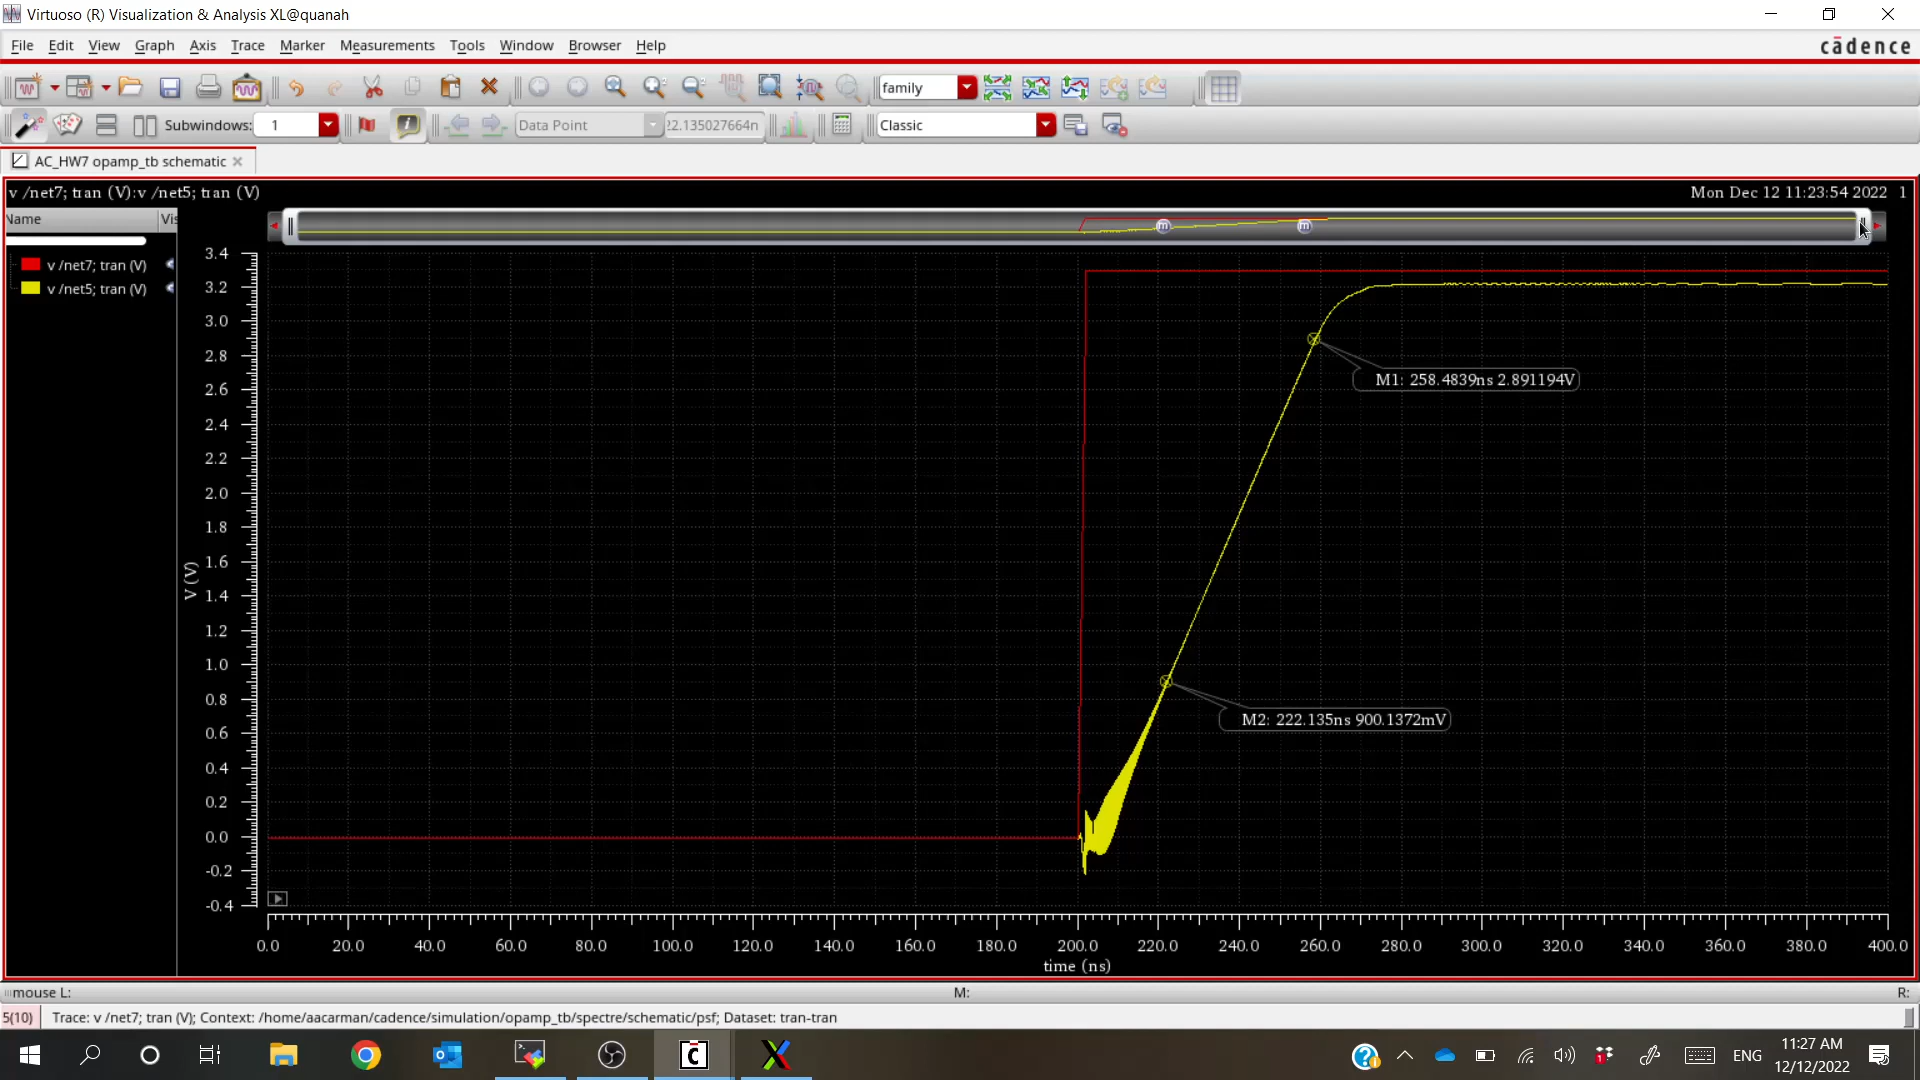 Virtuoso (R) Visualization & Analysis XL@quanah
File Edit View Graph Axis Trace Marker Measurements Tools Window Browser Help
cādence
family
Subwindows: 1
Data Point
22.135027664n
Classic
AC_HW7 opamp_tb schematic
v /net7; tran (V):v /net5; tran (V)
Mon Dec 12 11:23:54 2022 1
Name
Vis
v /net7; tran (V)
v /net5; tran (V)
m
m
3.4
3.2
3.0
2.8
2.6
2.4
2.2
2.0
1.8
1.6
1.4
1.2
1.0
0.8
0.6
0.4
0.2
0.0
-0.2
-0.4
V (V)
M1: 258.4839ns 2.891194V
M2: 222.135ns 900.1372mV
0.0 20.0 40.0 60.0 80.0 100.0 120.0 140.0 160.0 180.0 200.0 220.0 240.0 260.0 280.0 300.0 320.0 340.0 360.0 380.0 400.0
time (ns)
mouse L:
M:
R:
5(10)
Trace: v /net7; tran (V); Context: /home/aacarman/cadence/simulation/opamp_tb/spectre/schematic/psf; Dataset: tran-tran
ENG
11:27 AM
12/12/2022